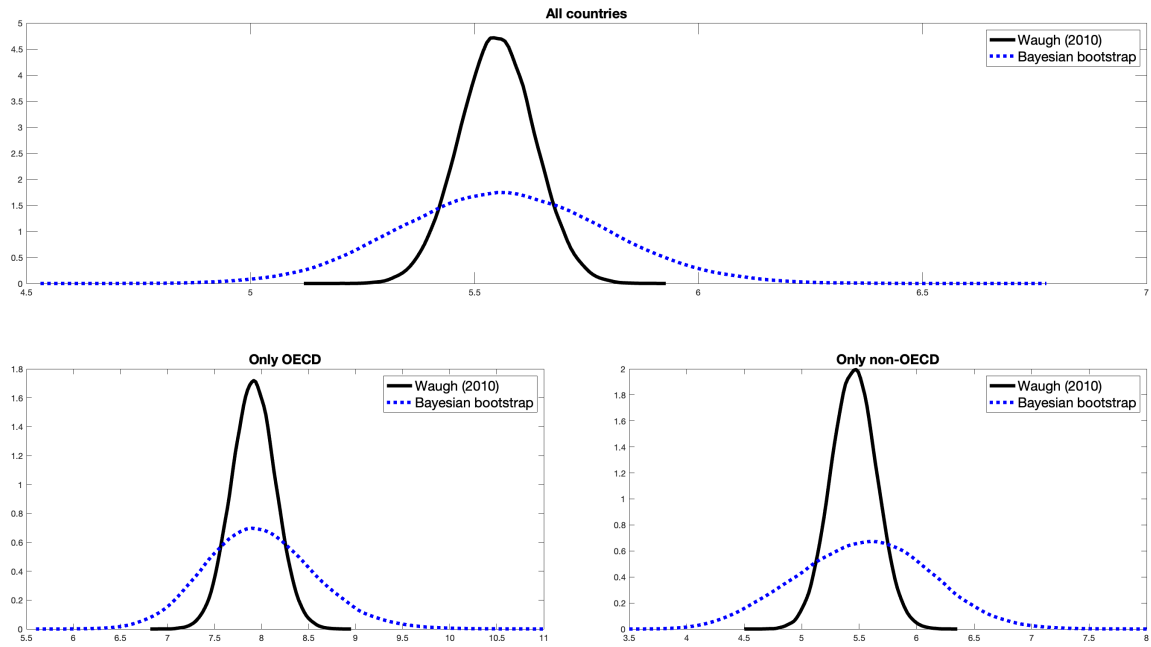 All countries
5
4.5
4
3.5
3
2.5
2
1.5
1
0.5
0
4.5 5 5.5 6 6.5 7
Waugh (2010)
Bayesian bootstrap
Only OECD
1.8
1.6
1.4
1.2
1
0.8
0.6
0.4
0.2
0
5.5 6 6.5 7 7.5 8 8.5 9 9.5 10 10.5 11
Waugh (2010)
Bayesian bootstrap
Only non-OECD
2
1.8
1.6
1.4
1.2
1
0.8
0.6
0.4
0.2
0
3.5 4 4.5 5 5.5 6 6.5 7 7.5 8
Waugh (2010)
Bayesian bootstrap